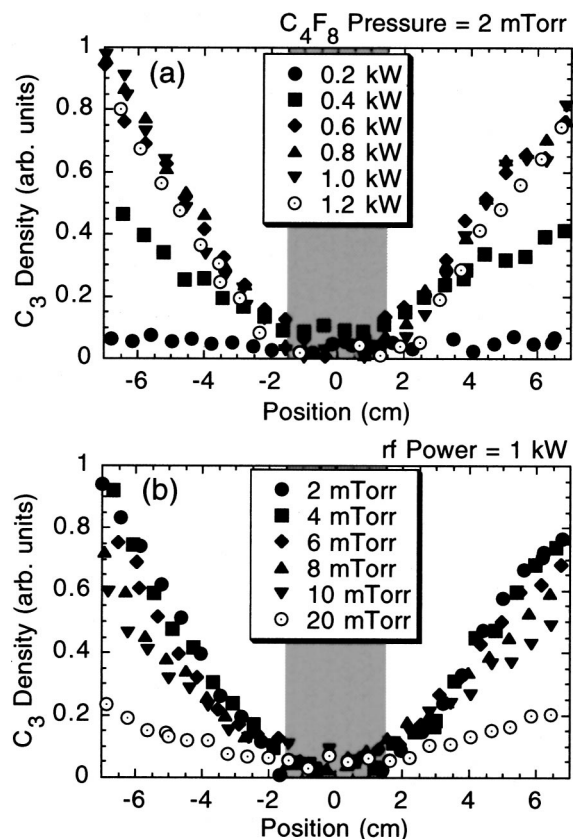 C4F8 Pressure = 2 mTorr
1
(a)
0.2 kW
0.4 kW
0.6 kW
0.8 kW
1.0 kW
1.2 kW
0.8
0.6
0.4
0.2
0
C3 Density (arb. units)
-6 -4 -2 0 2 4 6
Position (cm)
rf Power = 1 kW
1
(b)
2 mTorr
4 mTorr
6 mTorr
8 mTorr
10 mTorr
20 mTorr
0.8
0.6
0.4
0.2
0
C3 Density (arb. units)
-6 -4 -2 0 2 4 6
Position (cm)